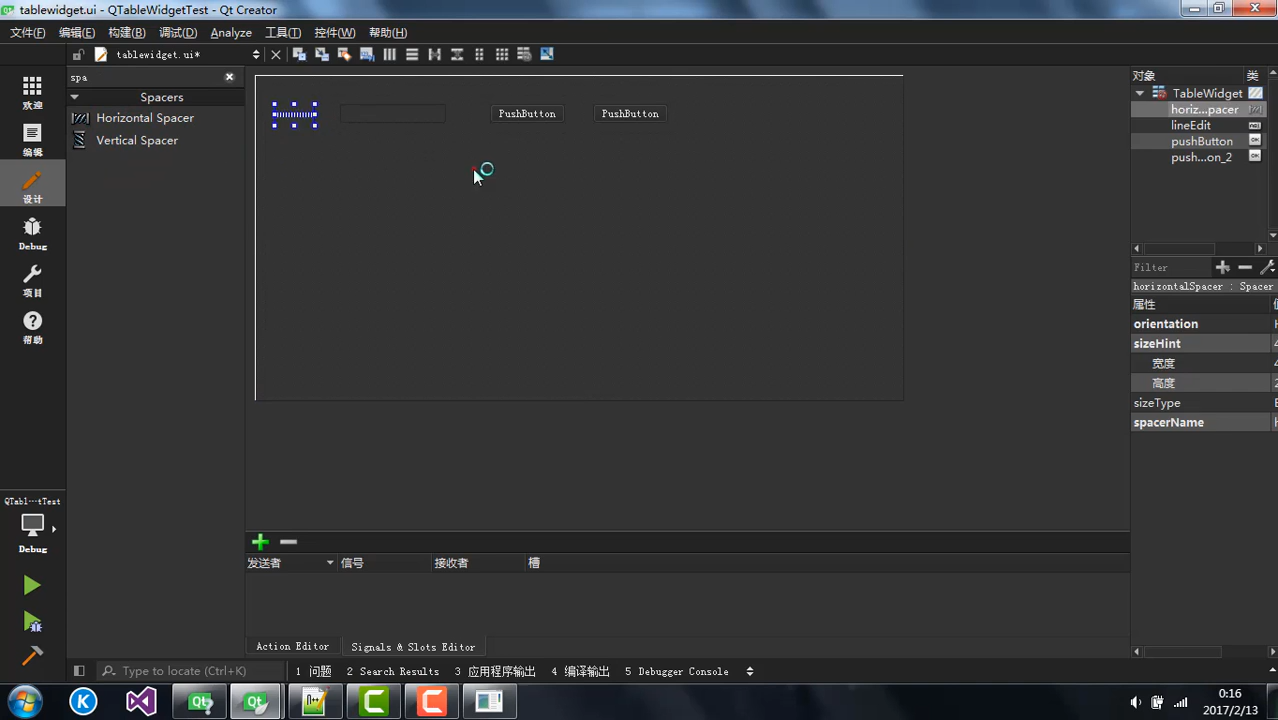 tablewidget.ui - QTableWidgetTest - Qt Creator
文件(F) 编辑(E) 构建(B) 调试(D) Analyze 工具(T) 控件(W) 帮助(H)
tablewidget.ui*
欢迎
编辑
设计
Debug
项目
帮助
QTabl···tTest
Debug
spa
Spacers
Horizontal Spacer
Vertical Spacer
PushButton PushButton
对象 类
TableWidget
horiz...pacer
lineEdit
pushButton
push...on_2
Filter
horizontalSpacer : Spacer
属性
orientation
sizeHint 4
宽度 4
高度 2
sizeType E
spacerName h
发送者 信号 接收者 槽
Action Editor Signals & Slots Editor
Type to locate (Ctrl+K) 1 问题 2 Search Results 3 应用程序输出 4 编译输出 5 Debugger Console
0:16
2017/2/13